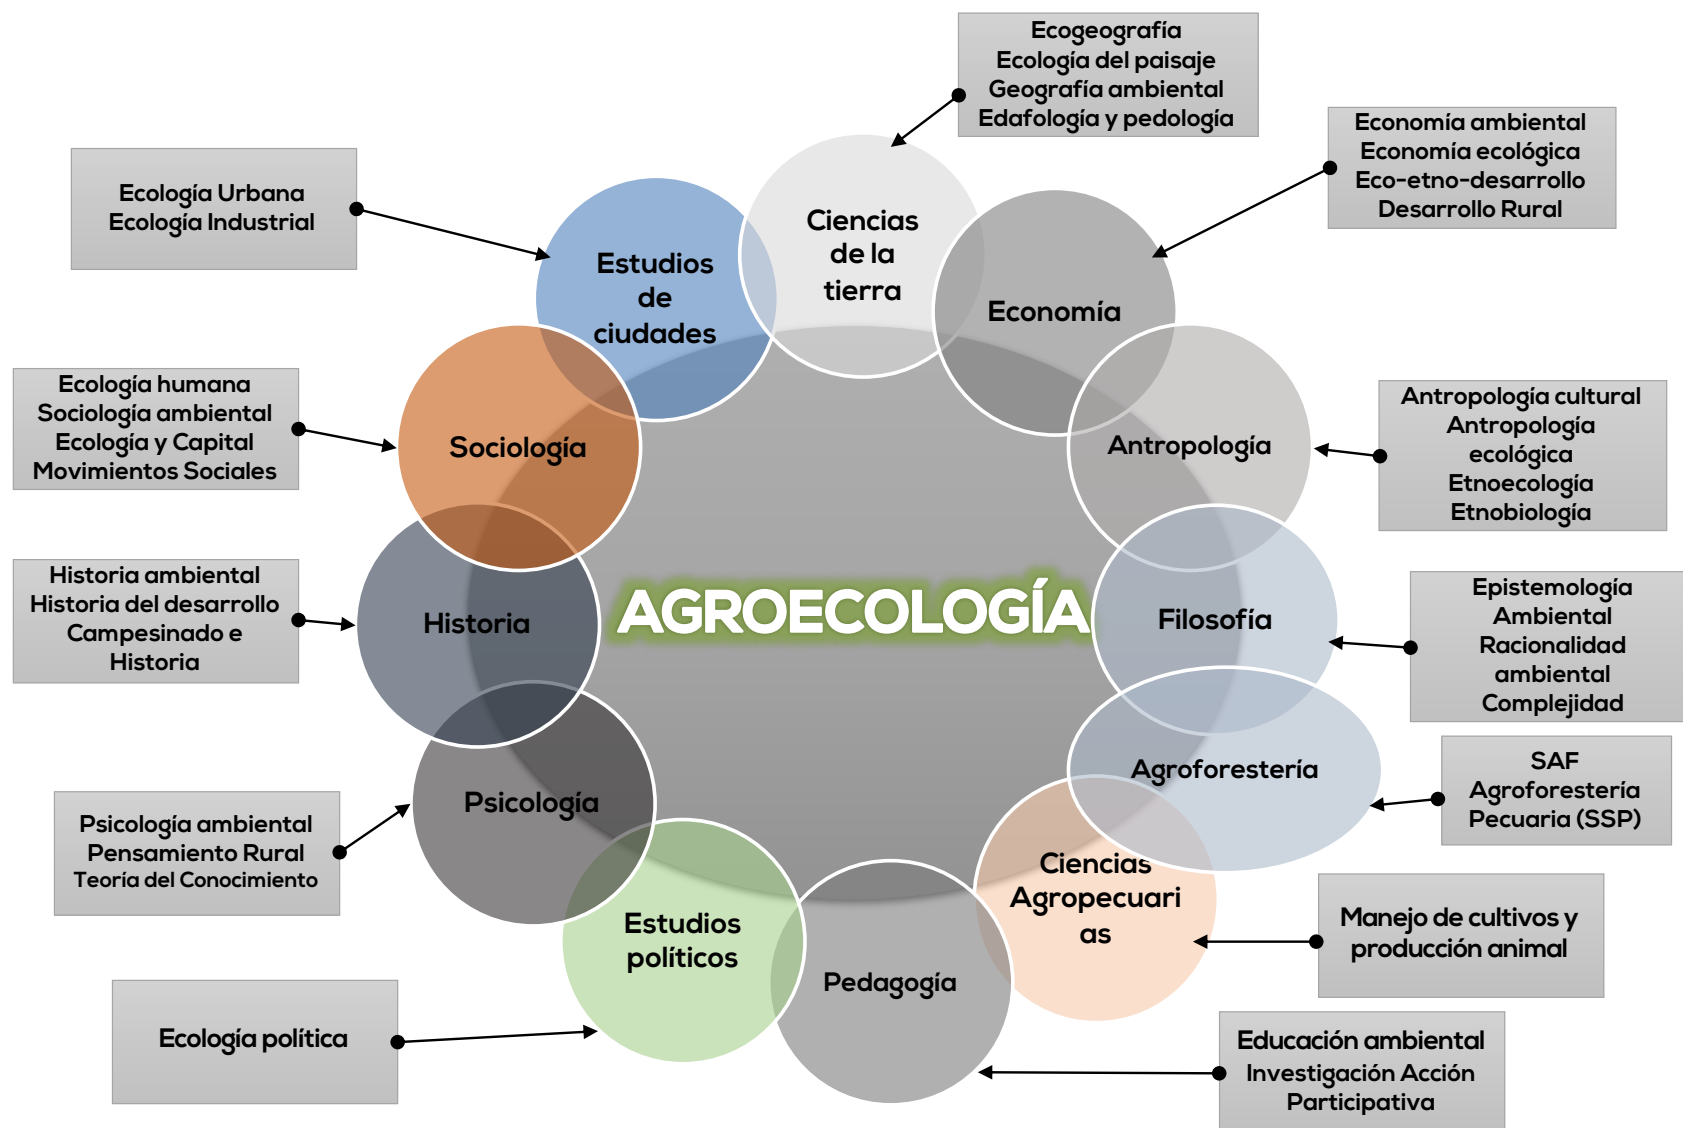 Ecogeografía
Ecología del paisaje
Geografía ambiental
Edafología y pedología
Economía ambiental
Economía ecológica
Eco-etno-desarrollo
Desarrollo Rural
Ecología Urbana
Ecología Industrial
Ciencias
de la
tierra
Estudios
de
ciudades
Economía
Ecología humana
Sociología ambiental
Ecología y Capital
Movimientos Sociales
Sociología
Antropología
Antropología cultural
Antropología
ecológica
Etnoecología
Etnobiología
Historia ambiental
Historia del desarrollo
Campesinado e
Historia
Historia
AGROECOLOGÍA
Filosofía
Epistemología
Ambiental
Racionalidad
ambiental
Complejidad
Agroforestería
SAF
Agroforestería
Pecuaria (SSP)
Psicología ambiental
Pensamiento Rural
Teoría del Conocimiento
Psicología
Ciencias
Agropecuari
as
Manejo de cultivos y
producción animal
Estudios
políticos
Pedagogía
Ecología política
Educación ambiental
Investigación Acción
Participativa